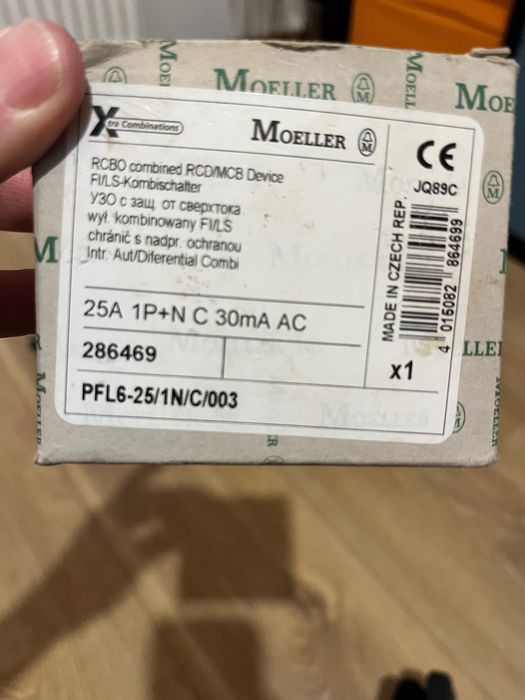 MOELLER
MOE
Xtra Combinations
MOELLER
CE
JQ89C
RCBO combined RCD/MCB Device
FI/LS-Kombischalter
УЗО с защ. от сверхтока
wył. kombinowany FI/LS
chránič s nadpr. ochranou
Intr. Aut/Diferential Combi
25A 1P+N C 30mA AC
286469
PFL6-25/1N/C/003
MADE IN CZECH REP.
4 015082 864699
x1